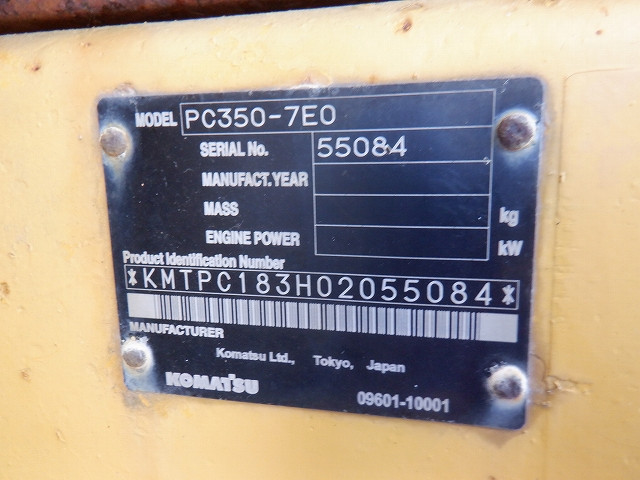 MODEL PC350-7E0
SERIAL No. 55084
MANUFACT.YEAR
MASS kg
ENGINE POWER kW
Product Identification Number
*KMTPC183H02055084*
MANUFACTURER
Komatsu Ltd., Tokyo, Japan
KOMATSU
09601-10001